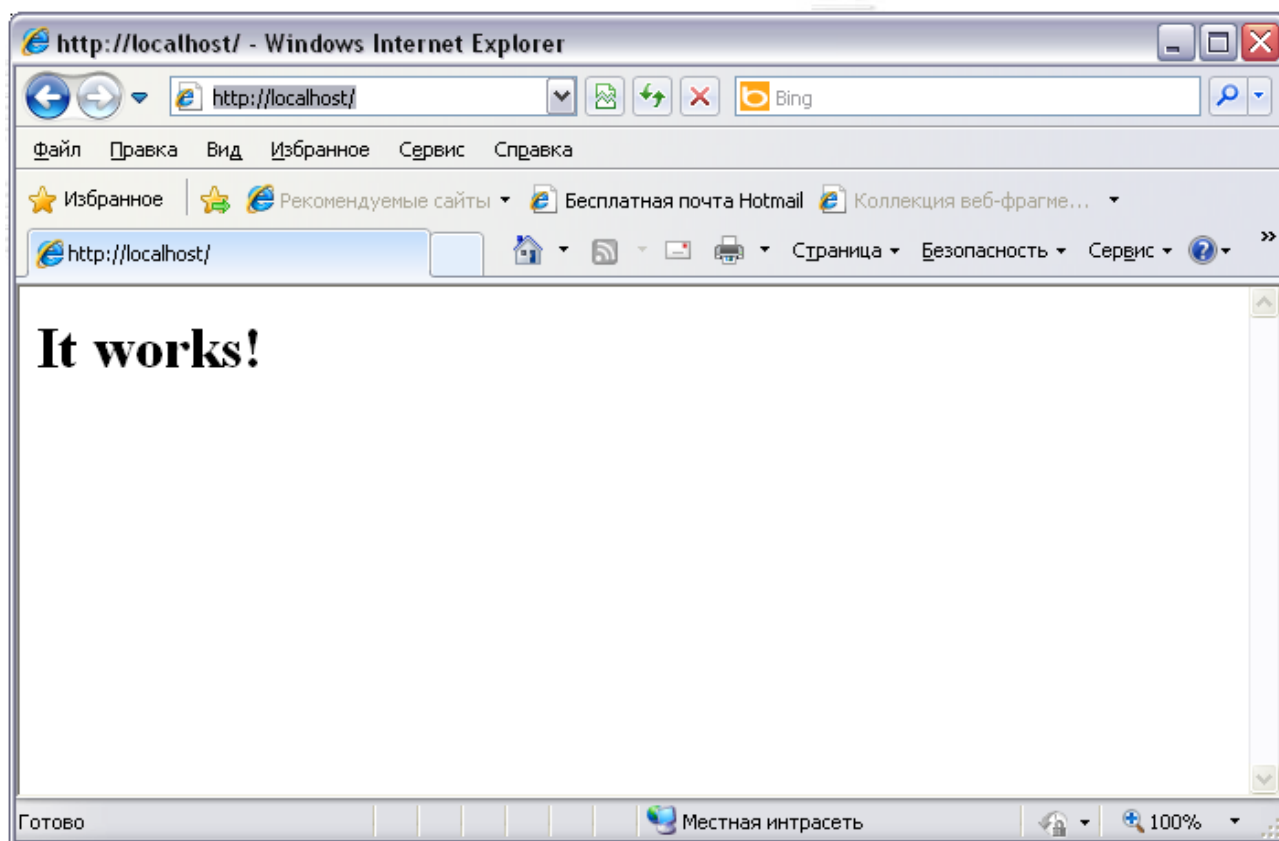 http://localhost/ - Windows Internet Explorer
http://localhost/ Bing
Файл Правка Вид Избранное Сервис Справка
Избранное Рекомендуемые сайты Бесплатная почта Hotmail Коллекция веб-фрагме...
http://localhost/ Страница Безопасность Сервис »
It works!
Готово Местная интрасеть 100%